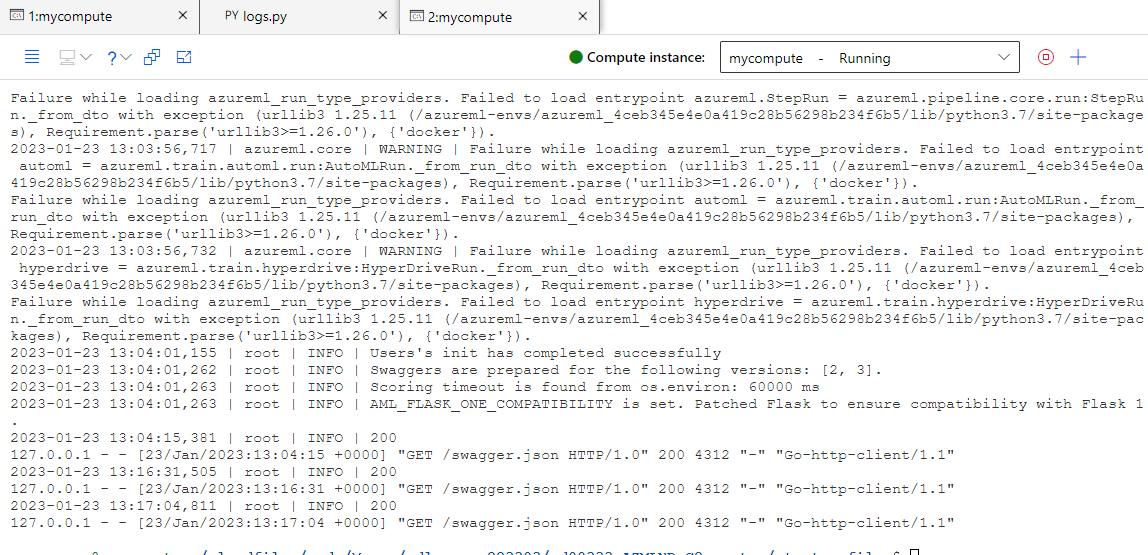 1:mycompute
PY logs.py
2:mycompute
Compute instance: mycompute - Running
Failure while loading azureml_run_type_providers. Failed to load entrypoint azureml.StepRun = azureml.pipeline.core.run:StepRu
n._from_dto with exception (urllib3 1.25.11 (/azureml-envs/azureml_4ceb345e4e0a419c28b56298b234f6b5/lib/python3.7/site-package
s), Requirement.parse('urllib3>=1.26.0'), {'docker'}).
2023-01-23 13:03:56,717 | azureml.core | WARNING | Failure while loading azureml_run_type_providers. Failed to load entrypoint
 automl = azureml.train.automl.run:AutoMLRun._from_run_dto with exception (urllib3 1.25.11 (/azureml-envs/azureml_4ceb345e4e0a
419c28b56298b234f6b5/lib/python3.7/site-packages), Requirement.parse('urllib3>=1.26.0'), {'docker'}).
Failure while loading azureml_run_type_providers. Failed to load entrypoint automl = azureml.train.automl.run:AutoMLRun._from_
run_dto with exception (urllib3 1.25.11 (/azureml-envs/azureml_4ceb345e4e0a419c28b56298b234f6b5/lib/python3.7/site-packages),
Requirement.parse('urllib3>=1.26.0'), {'docker'}).
2023-01-23 13:03:56,732 | azureml.core | WARNING | Failure while loading azureml_run_type_providers. Failed to load entrypoint
 hyperdrive = azureml.train.hyperdrive:HyperDriveRun._from_run_dto with exception (urllib3 1.25.11 (/azureml-envs/azureml_4ceb
345e4e0a419c28b56298b234f6b5/lib/python3.7/site-packages), Requirement.parse('urllib3>=1.26.0'), {'docker'}).
Failure while loading azureml_run_type_providers. Failed to load entrypoint hyperdrive = azureml.train.hyperdrive:HyperDriveRu
n._from_run_dto with exception (urllib3 1.25.11 (/azureml-envs/azureml_4ceb345e4e0a419c28b56298b234f6b5/lib/python3.7/site-pac
kages), Requirement.parse('urllib3>=1.26.0'), {'docker'}).
2023-01-23 13:04:01,155 | root | INFO | Users's init has completed successfully
2023-01-23 13:04:01,262 | root | INFO | Swaggers are prepared for the following versions: [2, 3].
2023-01-23 13:04:01,263 | root | INFO | Scoring timeout is found from os.environ: 60000 ms
2023-01-23 13:04:01,263 | root | INFO | AML_FLASK_ONE_COMPATIBILITY is set. Patched Flask to ensure compatibility with Flask 1
.
2023-01-23 13:04:15,381 | root | INFO | 200
127.0.0.1 - - [23/Jan/2023:13:04:15 +0000] "GET /swagger.json HTTP/1.0" 200 4312 "-" "Go-http-client/1.1"
2023-01-23 13:16:31,505 | root | INFO | 200
127.0.0.1 - - [23/Jan/2023:13:16:31 +0000] "GET /swagger.json HTTP/1.0" 200 4312 "-" "Go-http-client/1.1"
2023-01-23 13:17:04,811 | root | INFO | 200
127.0.0.1 - - [23/Jan/2023:13:17:04 +0000] "GET /swagger.json HTTP/1.0" 200 4312 "-" "Go-http-client/1.1"